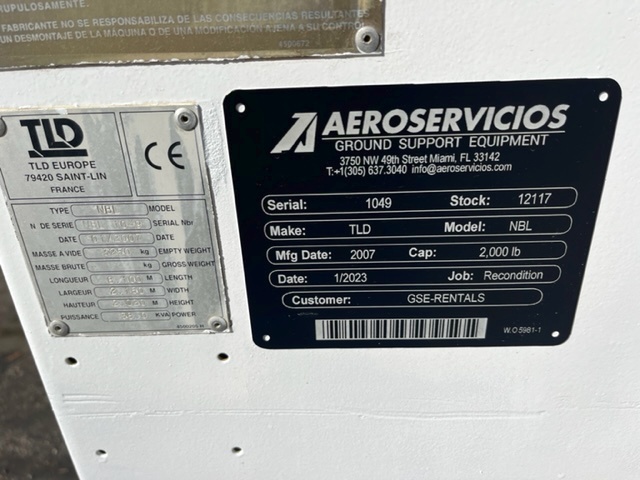 RUPULOSAMENTE.
FABRICANTE NO SE RESPONSABILIZA DE LAS CONSECUENCIAS RESULTANTES
UN DESMONTAJE DE LA MÁQUINA O DE UNA MODIFICACION AJENA A SU CONTROL
4100672
TLD
TLD EUROPE
79420 SAINT-LIN
FRANCE
CE
TYPE NBL MODEL
N DE SERIE SERIAL Nbr
DATE DATE
MASSE A VIDE kg EMPTY WEIGHT
MASSE BRUTE kg GROSS WEIGHT
LONGUEUR M LENGTH
LARGEUR M WIDTH
HAUTEUR M HEIGHT
PUISSANCE KVA POWER
AEROSERVICIOS
GROUND SUPPORT EQUIPMENT
3750 NW 49th Street Miami, FL 33142
T:+1(305) 637.3040 info@aeroservicios.com
Serial: 1049 Stock: 12117
Make: TLD Model: NBL
Mfg Date: 2007 Cap: 2,000 lb
Date: 1/2023 Job: Recondition
Customer: GSE-RENTALS
W.O 5981-1